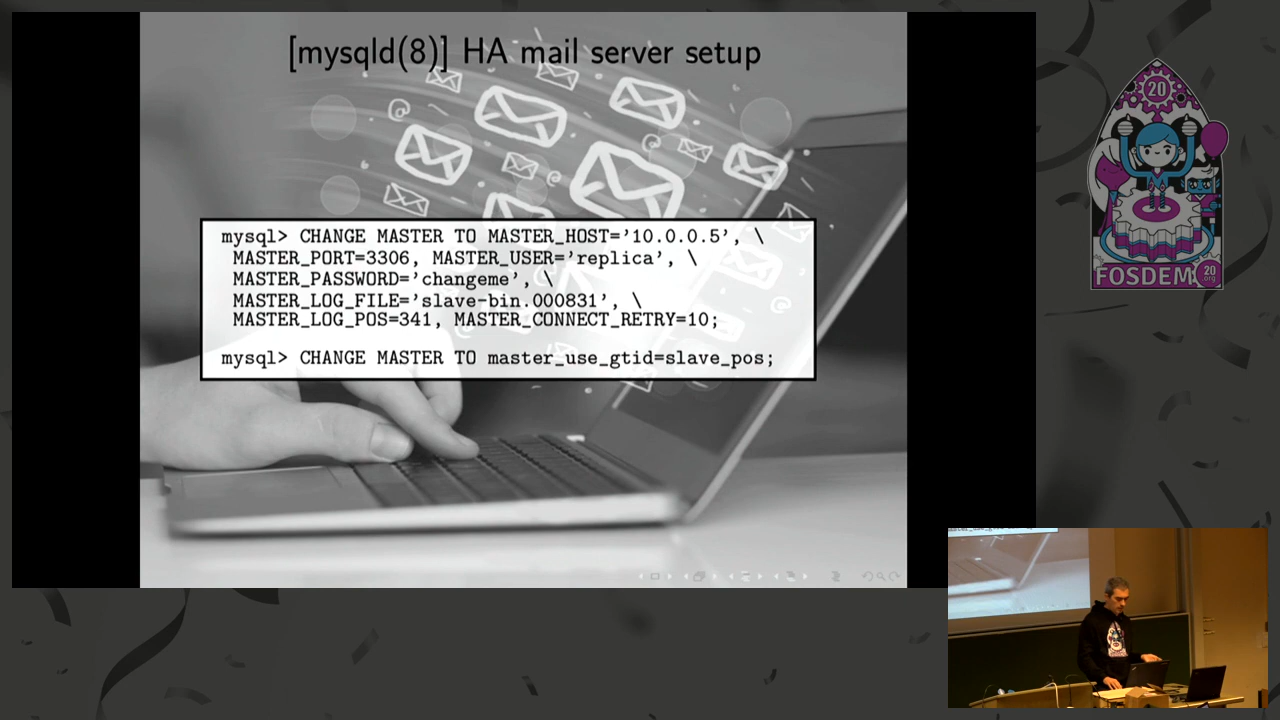 [mysqld(8)] HA mail server setup
mysql> CHANGE MASTER TO MASTER_HOST='10.0.0.5', \
MASTER_PORT=3306, MASTER_USER='replica', \
MASTER_PASSWORD='changeme', \
MASTER_LOG_FILE='slave-bin.000831', \
MASTER_LOG_POS=341, MASTER_CONNECT_RETRY=10;
mysql> CHANGE MASTER TO master_use_gtid=slave_pos;
20
FOSDEM
20
.org